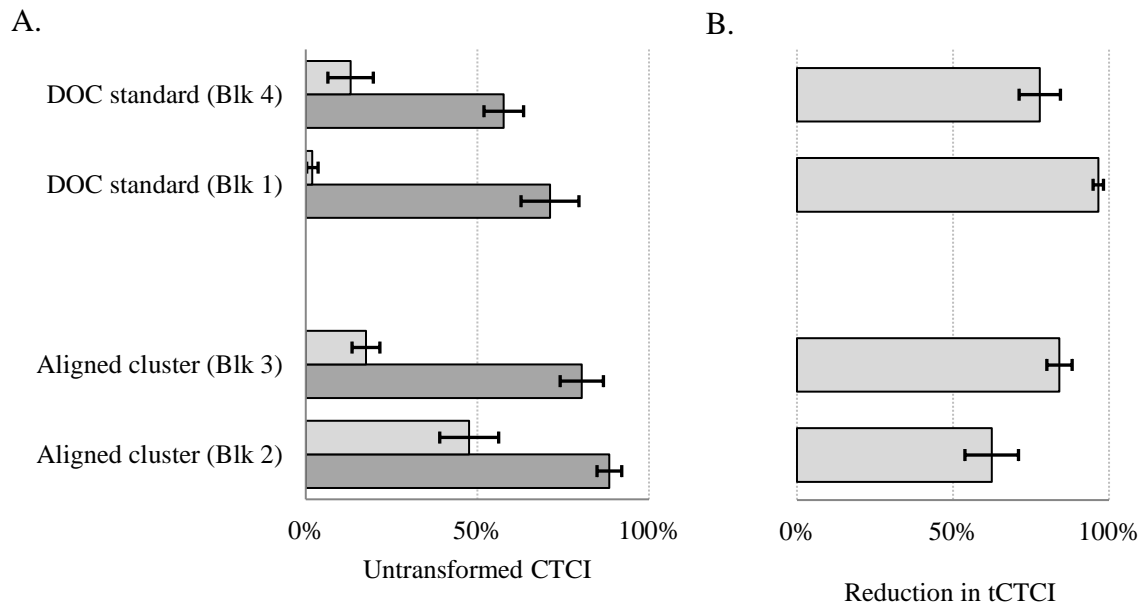 A.
DOC standard (Blk 4)
DOC standard (Blk 1)
Aligned cluster (Blk 3)
Aligned cluster (Blk 2)
0%
50%
100%
Untransformed CTCI
B.
0%
50%
100%
Reduction in tCTCI